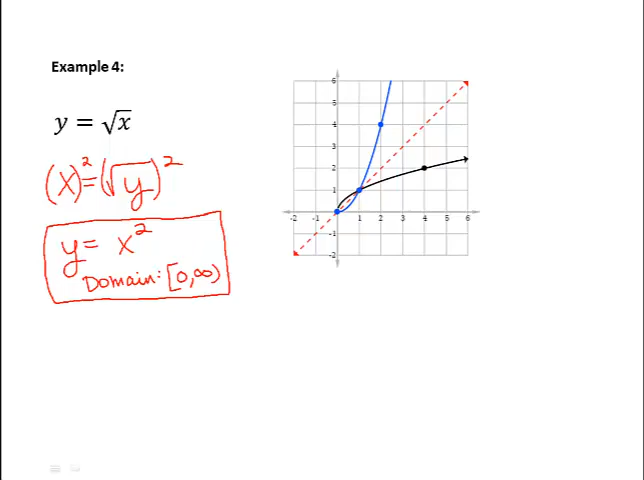 Example 4:
y = √x
(x)² = (√y)²
y = x²
Domain: [0,∞)
6
5
4
3
2
1
-2 -1 1 2 3 4 5 6
-1
-2